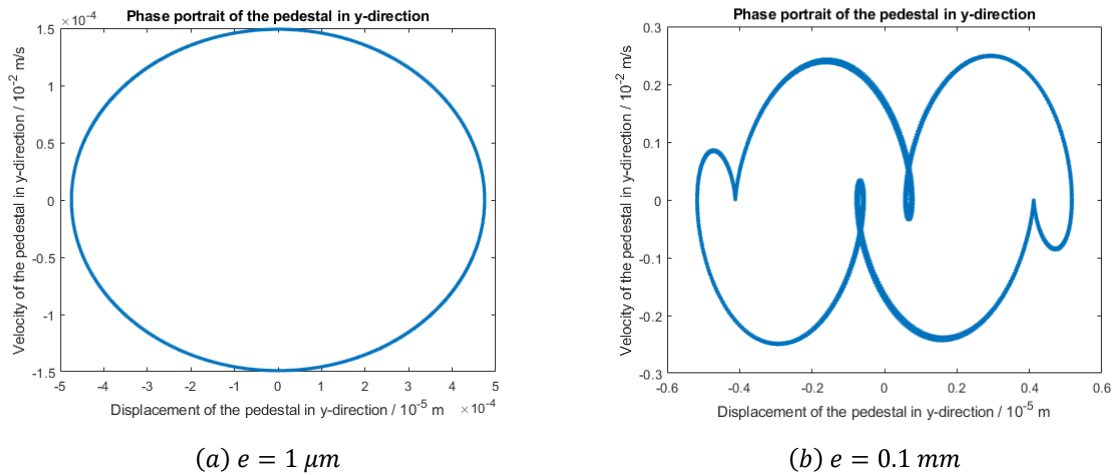 Phase portrait of the pedestal in y-direction
×10^-4
1.5
1
0.5
0
-0.5
-1
-1.5
Velocity of the pedestal in y-direction / 10^-2 m/s
-5 -4 -3 -2 -1 0 1 2 3 4 5
Displacement of the pedestal in y-direction / 10^-5 m ×10^-4
(a) e = 1 μm
Phase portrait of the pedestal in y-direction
0.3
0.2
0.1
0
-0.1
-0.2
-0.3
Velocity of the pedestal in y-direction / 10^-2 m/s
-0.6 -0.4 -0.2 0 0.2 0.4 0.6
Displacement of the pedestal in y-direction / 10^-5 m
(b) e = 0.1 mm